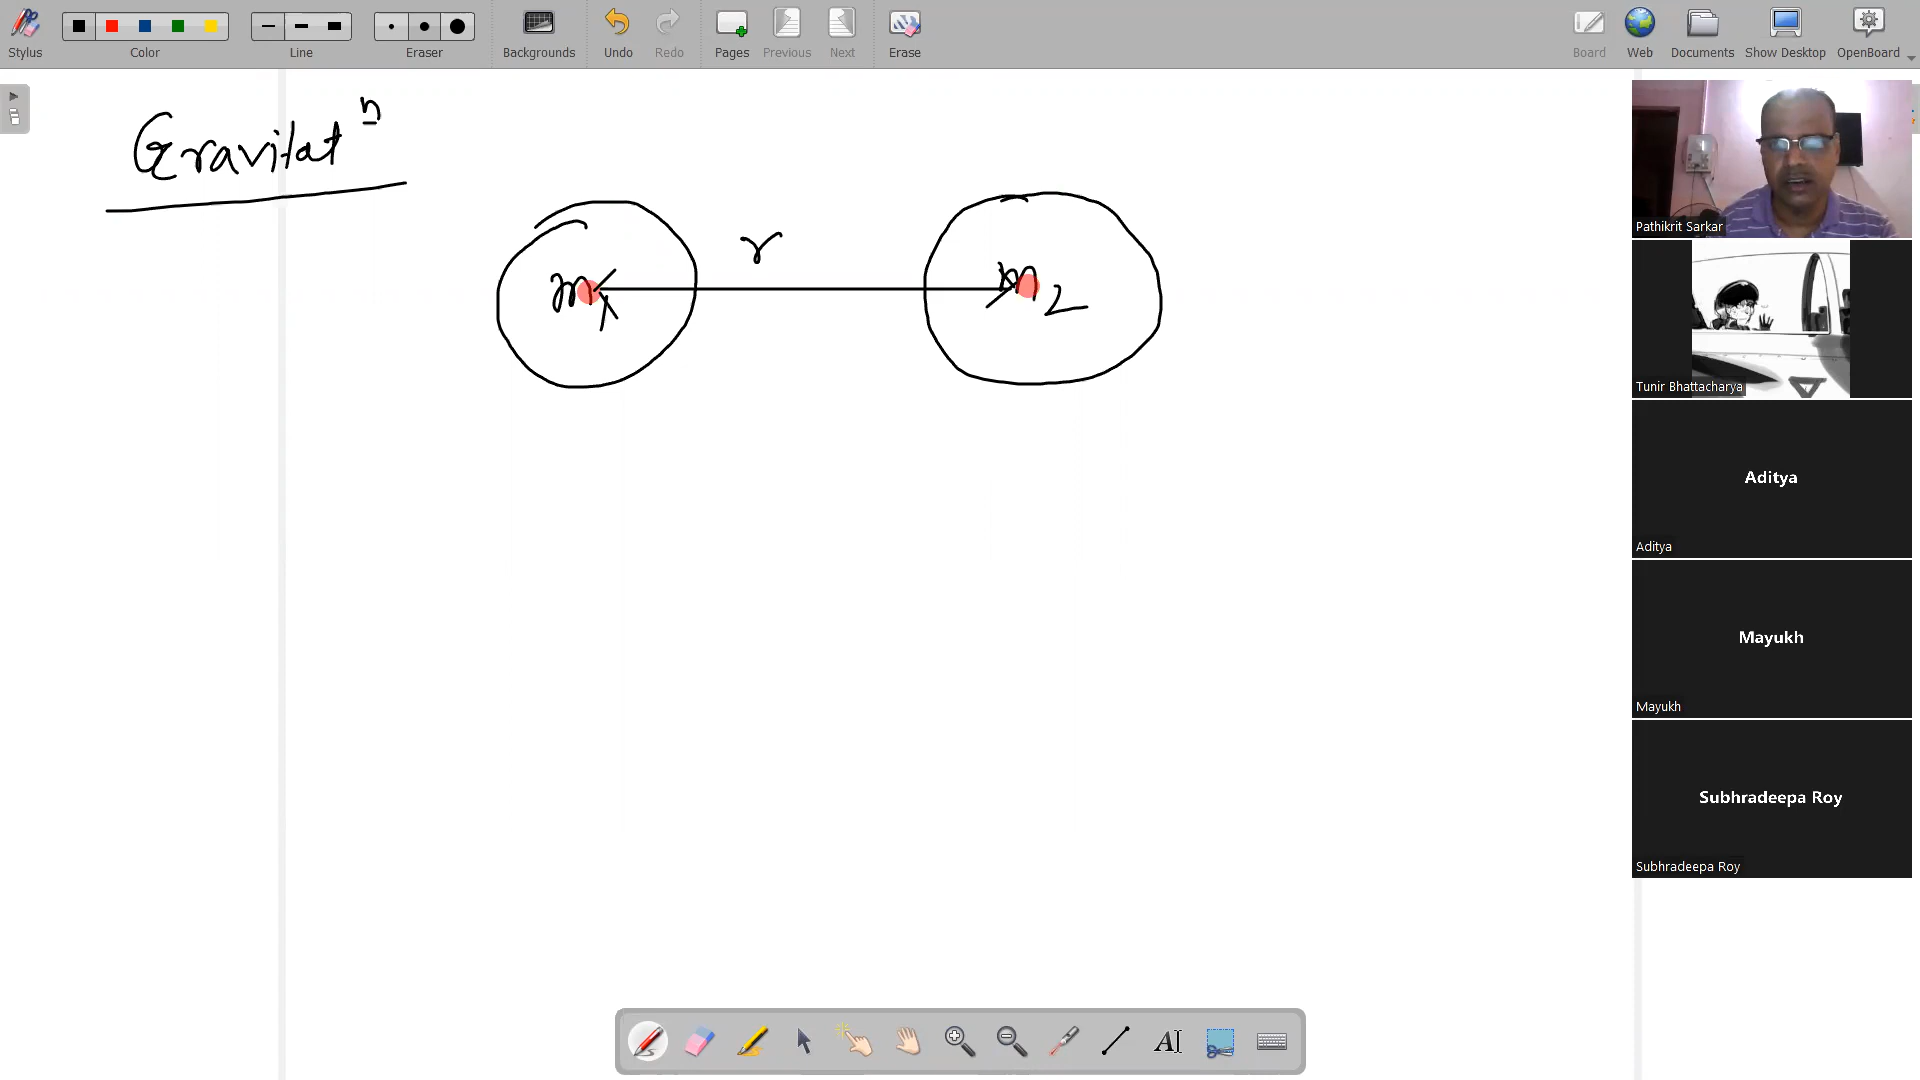 Stylus
Color
Line
Eraser
Backgrounds
Undo
Redo
Pages
Previous
Next
Erase
Board
Web
Documents
Show Desktop
OpenBoard
Gravitatⁿ
r
m₁
m₂
Pathikrit Sarkar
Tunir Bhattacharya
Aditya
Aditya
Mayukh
Mayukh
Subhradeepa Roy
Subhradeepa Roy